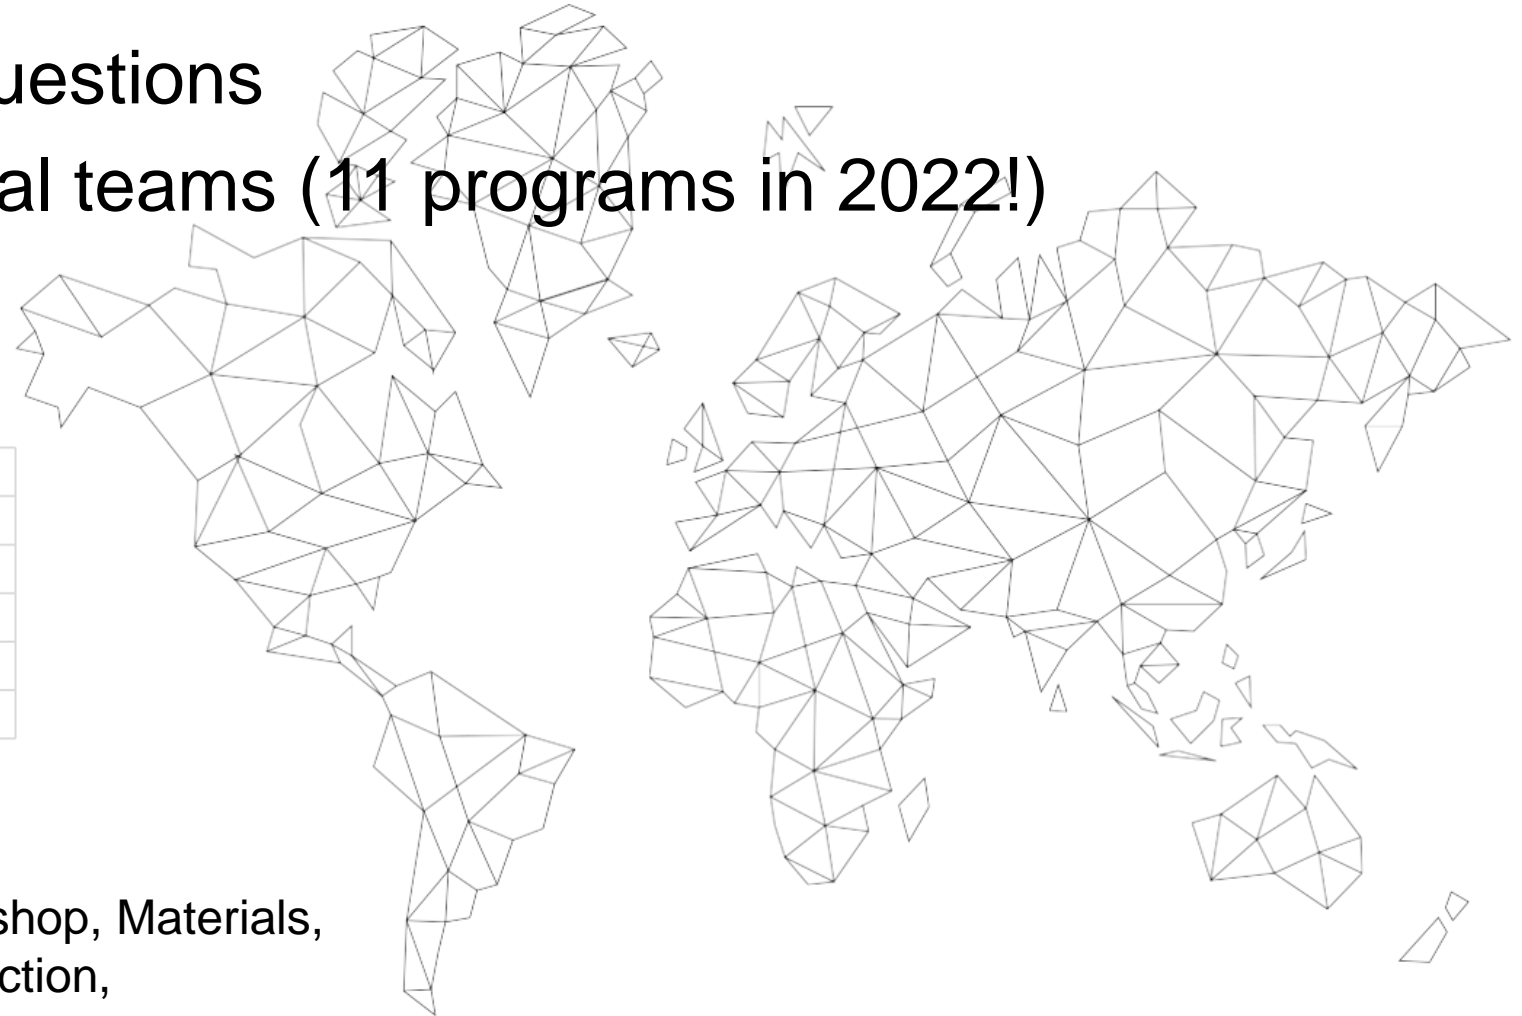 uestions
al teams (11 programs in 2022!)
shop, Materials,
ction,